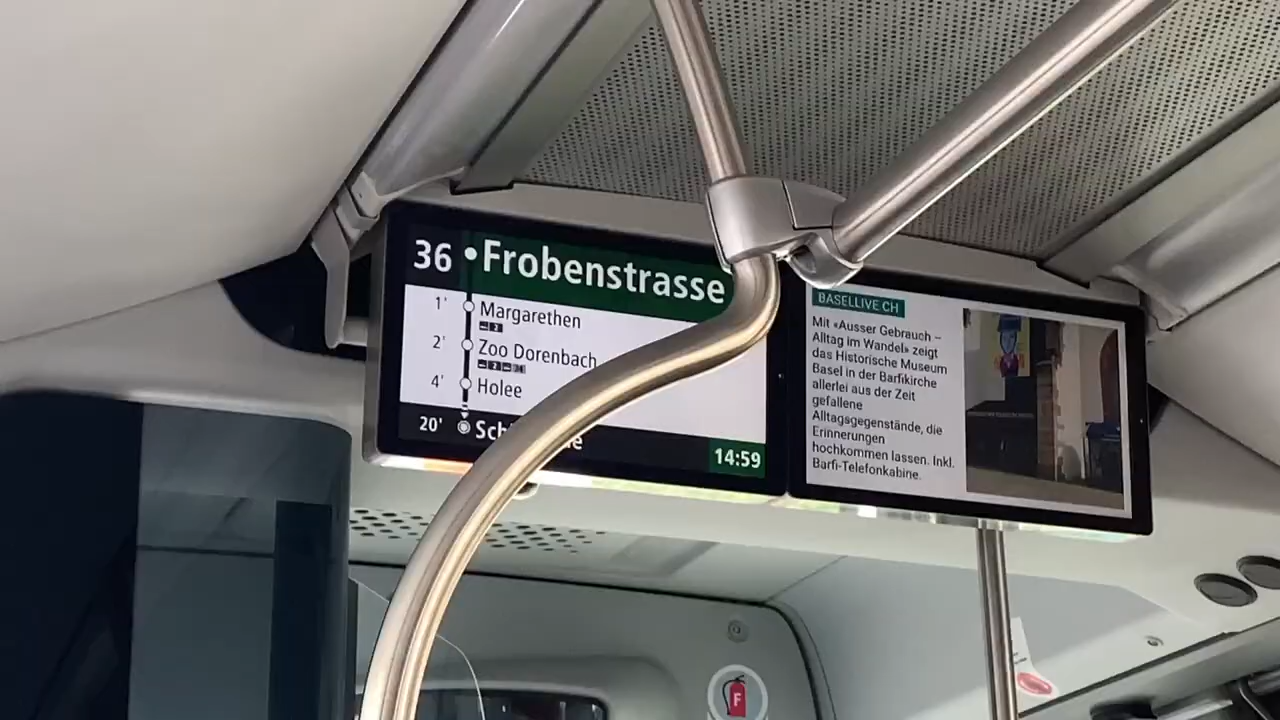 36 Frobenstrasse
1' Margarethen
2
2' Zoo Dorenbach
2
4' Holee
20'
14:59
BASELLIVE CH
Mit «Ausser Gebrauch –
Alltag im Wandel» zeigt
das Historische Museum
Basel in der Barfikirche
allerlei aus der Zeit
gefallene
Alltagsgegenstände, die
Erinnerungen
hochkommen lassen. Inkl.
Barfi-Telefonkabine.
F